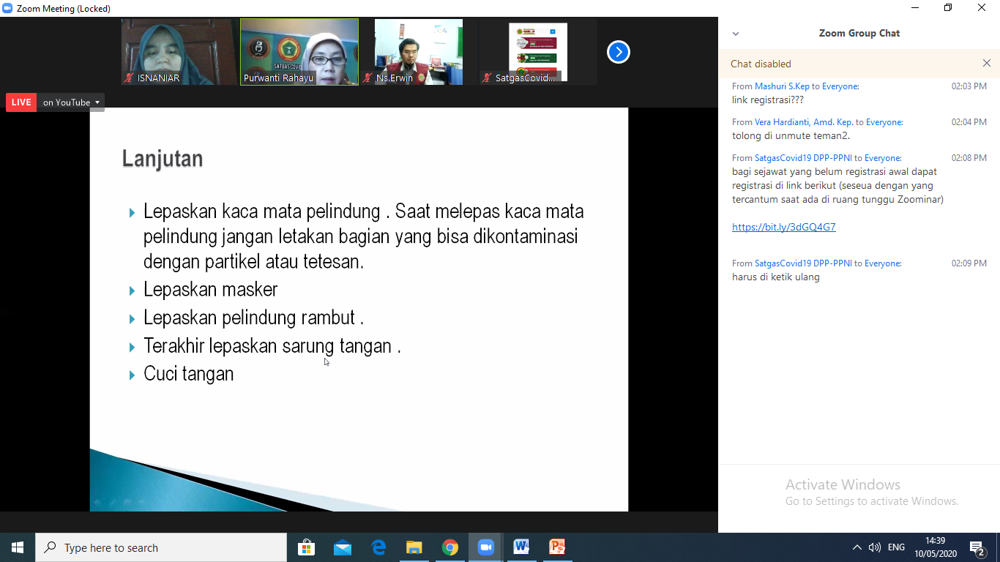 Zoom Meeting (Locked)
ISNANIAR
SATGAS COVID
Purwanti Rahayu
Ns.Erwin
SatgasCovid...
LIVE
on YouTube
Lanjutan
Lepaskan kaca mata pelindung . Saat melepas kaca mata
pelindung jangan letakan bagian yang bisa dikontaminasi
dengan partikel atau tetesan.
Lepaskan masker
Lepaskan pelindung rambut .
Terakhir lepaskan sarung tangan .
Cuci tangan
Zoom Group Chat
Chat disabled
From Mashuri S.Kep to Everyone: 02:03 PM
link registrasi???
From Vera Hardianti, Amd. Kep. to Everyone: 02:04 PM
tolong di unmute teman2.
From SatgasCovid19 DPP-PPNI to Everyone: 02:08 PM
bagi sejawat yang belum registrasi awal dapat
registrasi di link berikut (seseua dengan yang
tercantum saat ada di ruang tunggu Zoominar)
https://bit.ly/3dGQ4G7
From SatgasCovid19 DPP-PPNI to Everyone: 02:09 PM
harus di ketik ulang
Activate Windows
Go to Settings to activate Windows.
Type here to search
ENG
14:39
10/05/2020
2